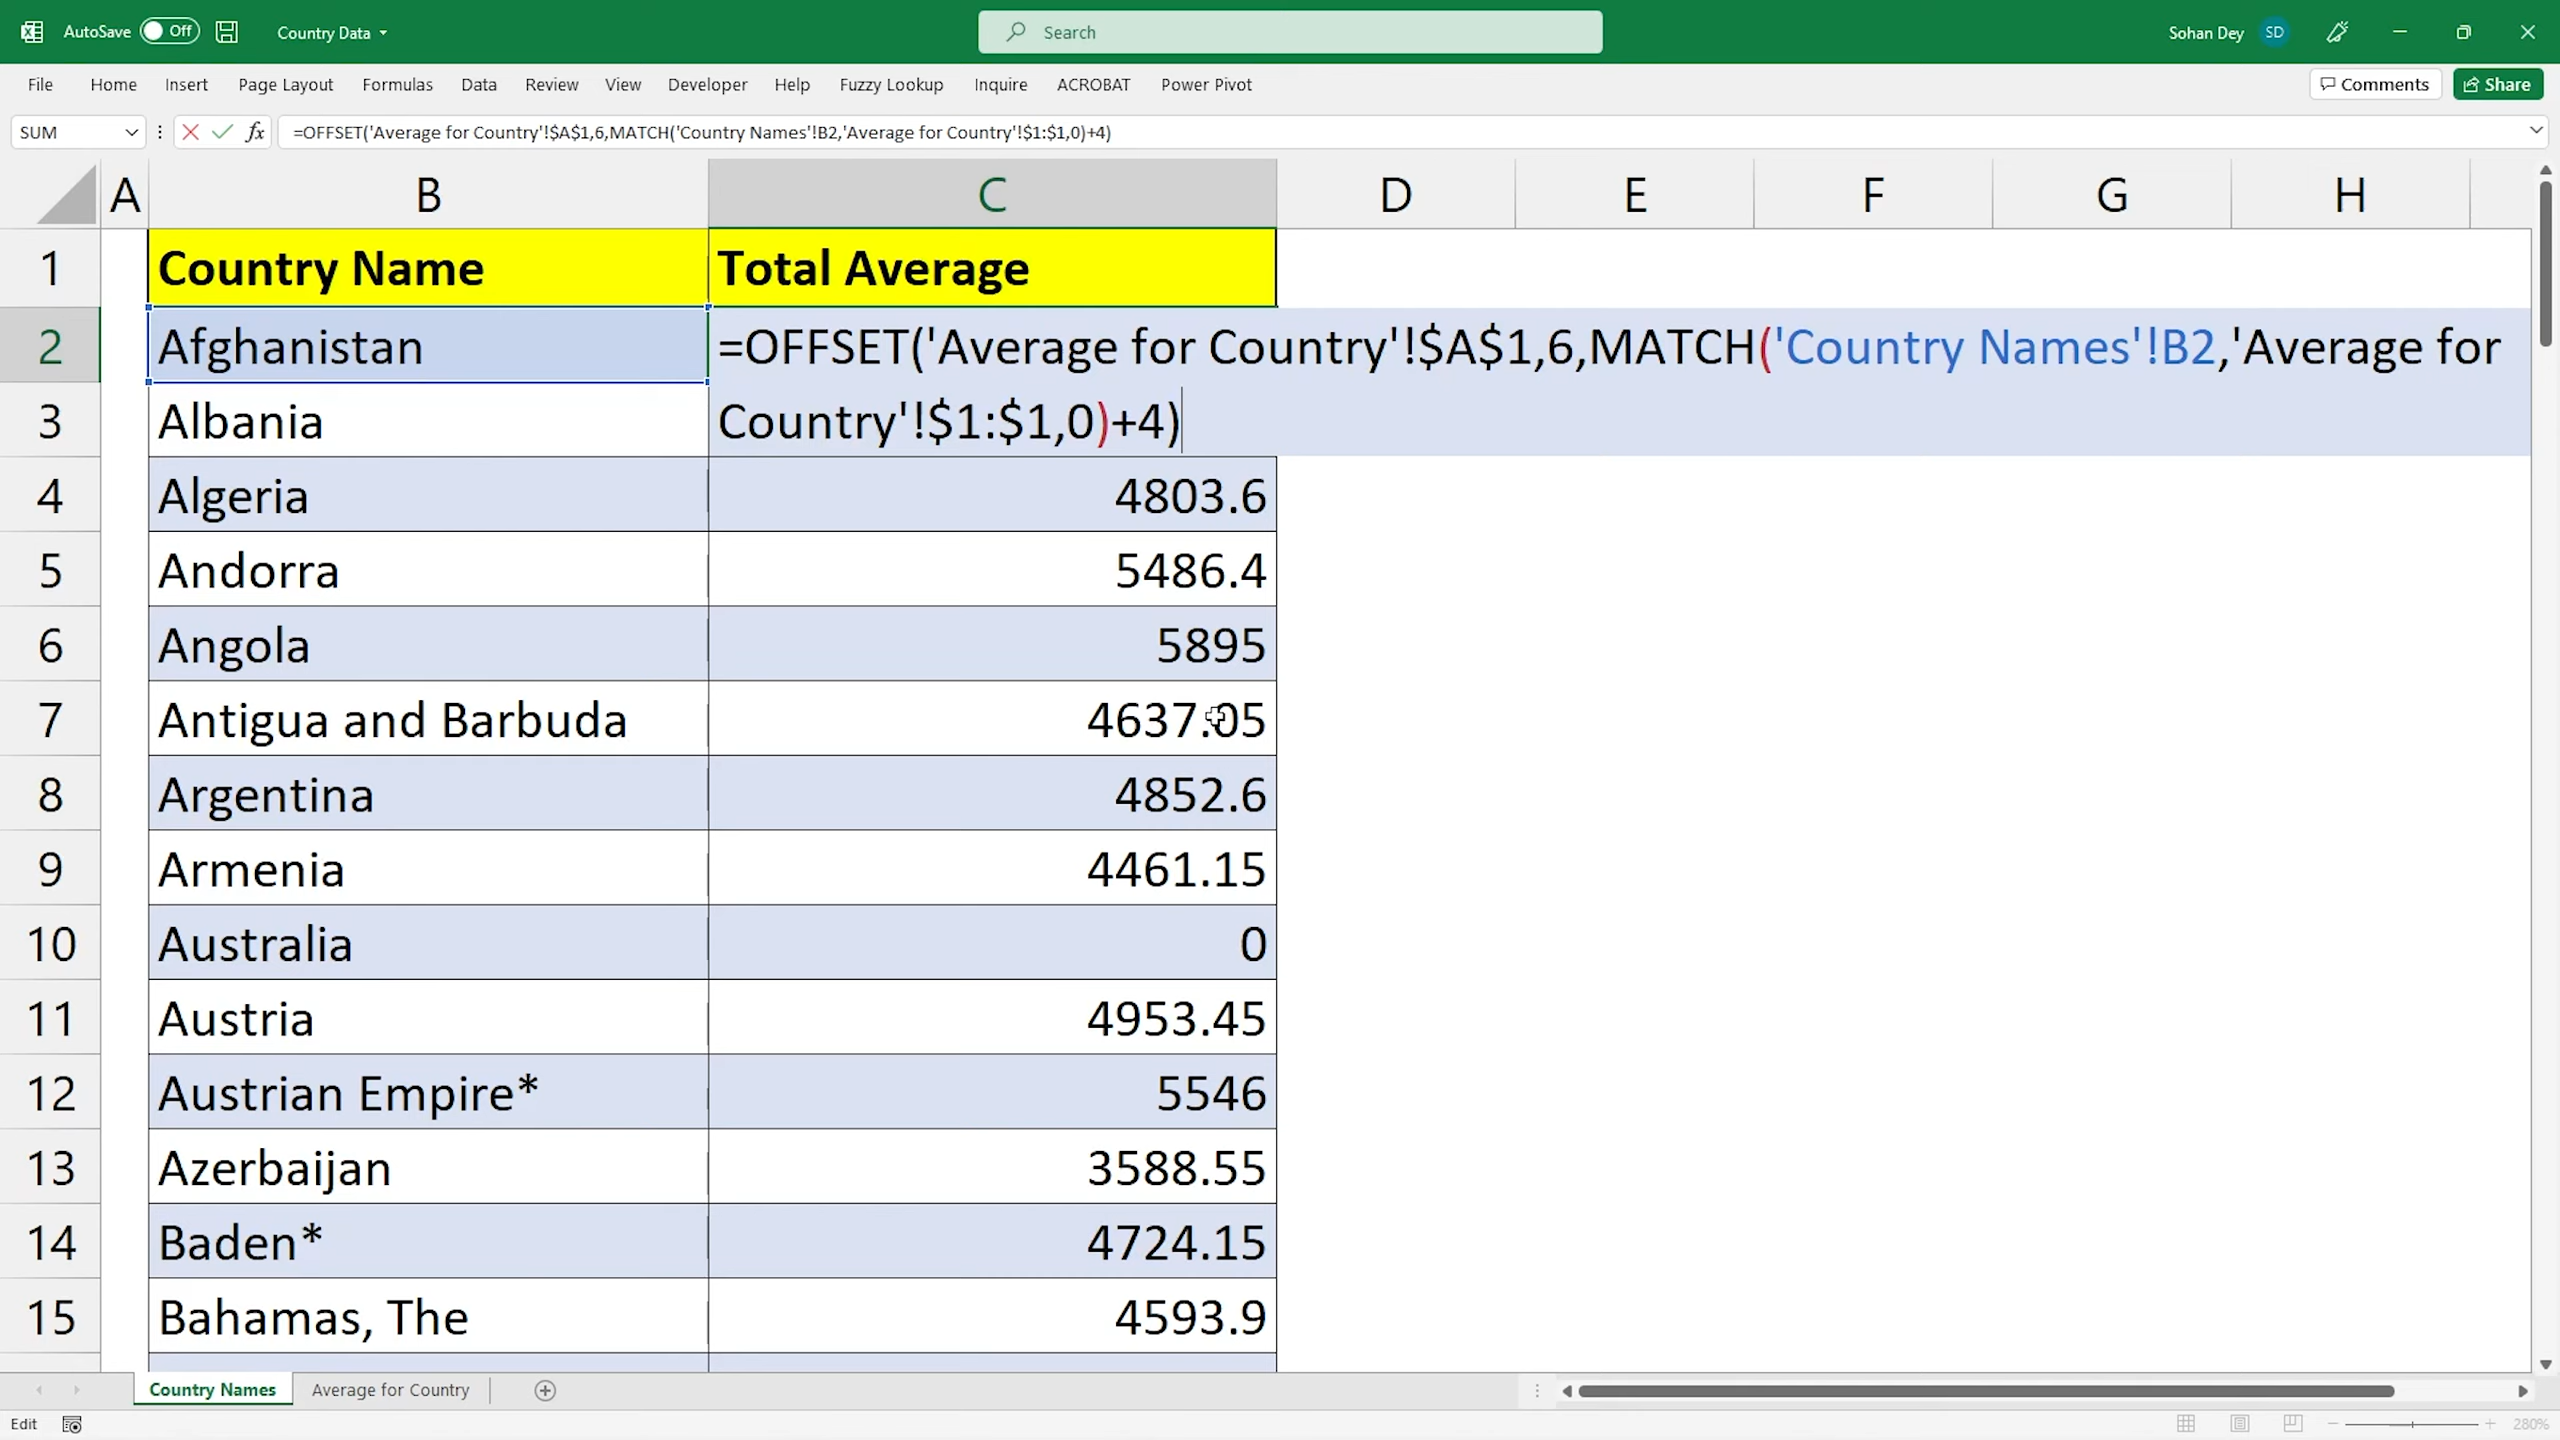 AutoSave Off Country Data Search Sohan Dey SD
File Home Insert Page Layout Formulas Data Review View Developer Help Fuzzy Lookup Inquire ACROBAT Power Pivot Comments Share
SUM fx =OFFSET('Average for Country'!$A$1,6,MATCH('Country Names'!B2,'Average for Country'!$1:$1,0)+4)
A B C D E F G H
1 Country Name Total Average
2 Afghanistan =OFFSET('Average for Country'!$A$1,6,MATCH('Country Names'!B2,'Average for
3 Albania Country'!$1:$1,0)+4)
4 Algeria 4803.6
5 Andorra 5486.4
6 Angola 5895
7 Antigua and Barbuda 4637.05
8 Argentina 4852.6
9 Armenia 4461.15
10 Australia 0
11 Austria 4953.45
12 Austrian Empire* 5546
13 Azerbaijan 3588.55
14 Baden* 4724.15
15 Bahamas, The 4593.9
Country Names Average for Country
Edit 280%